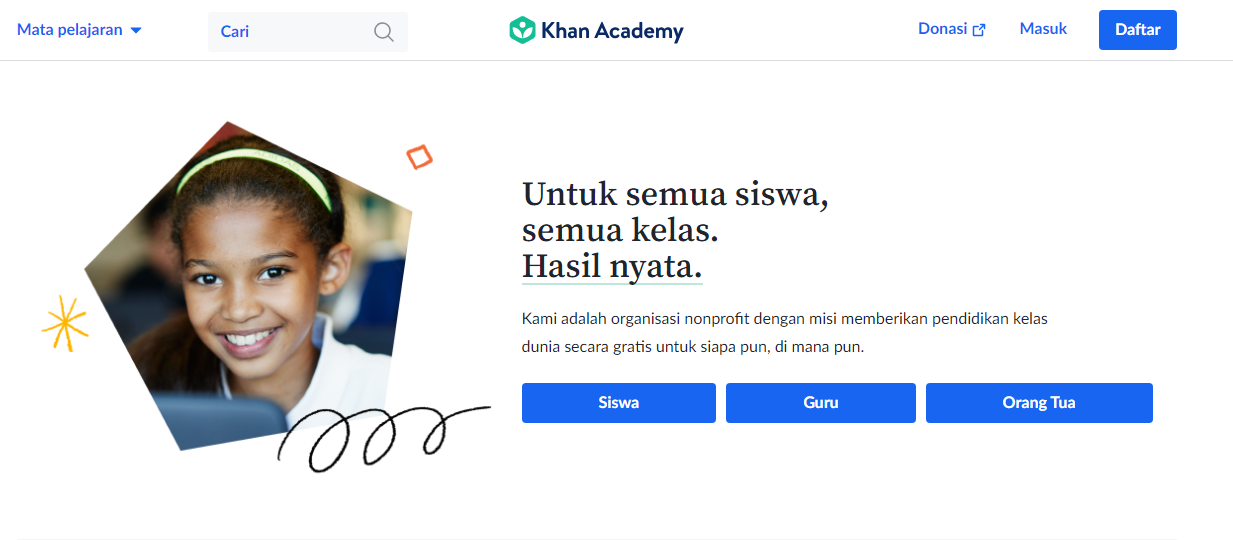 Mata pelajaran
Cari
Khan Academy
Donasi
Masuk
Daftar
Untuk semua siswa,
semua kelas.
Hasil nyata.
Kami adalah organisasi nonprofit dengan misi memberikan pendidikan kelas
dunia secara gratis untuk siapa pun, di mana pun.
Siswa
Guru
Orang Tua